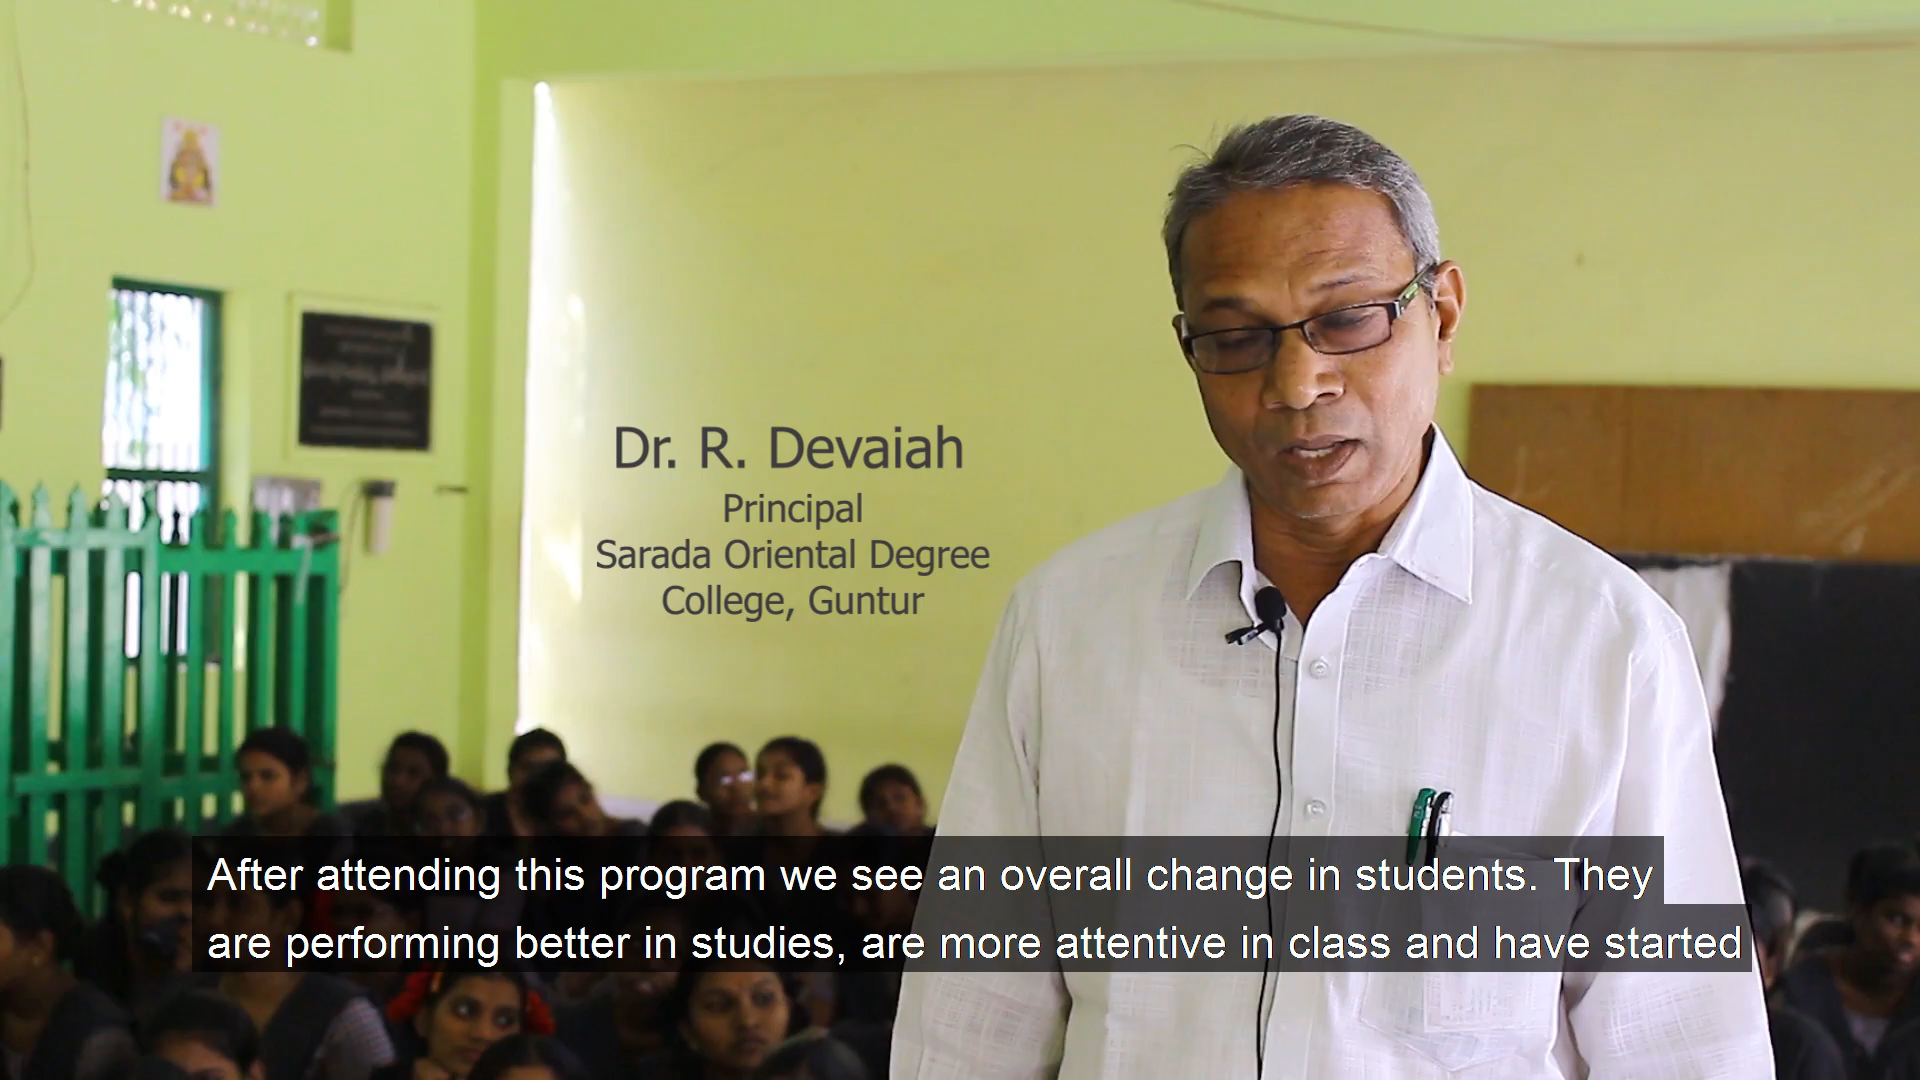 Dr. R. Devaiah
Principal
Sarada Oriental Degree
College, Guntur
After attending this program we see an overall change in students. They
are performing better in studies, are more attentive in class and have started